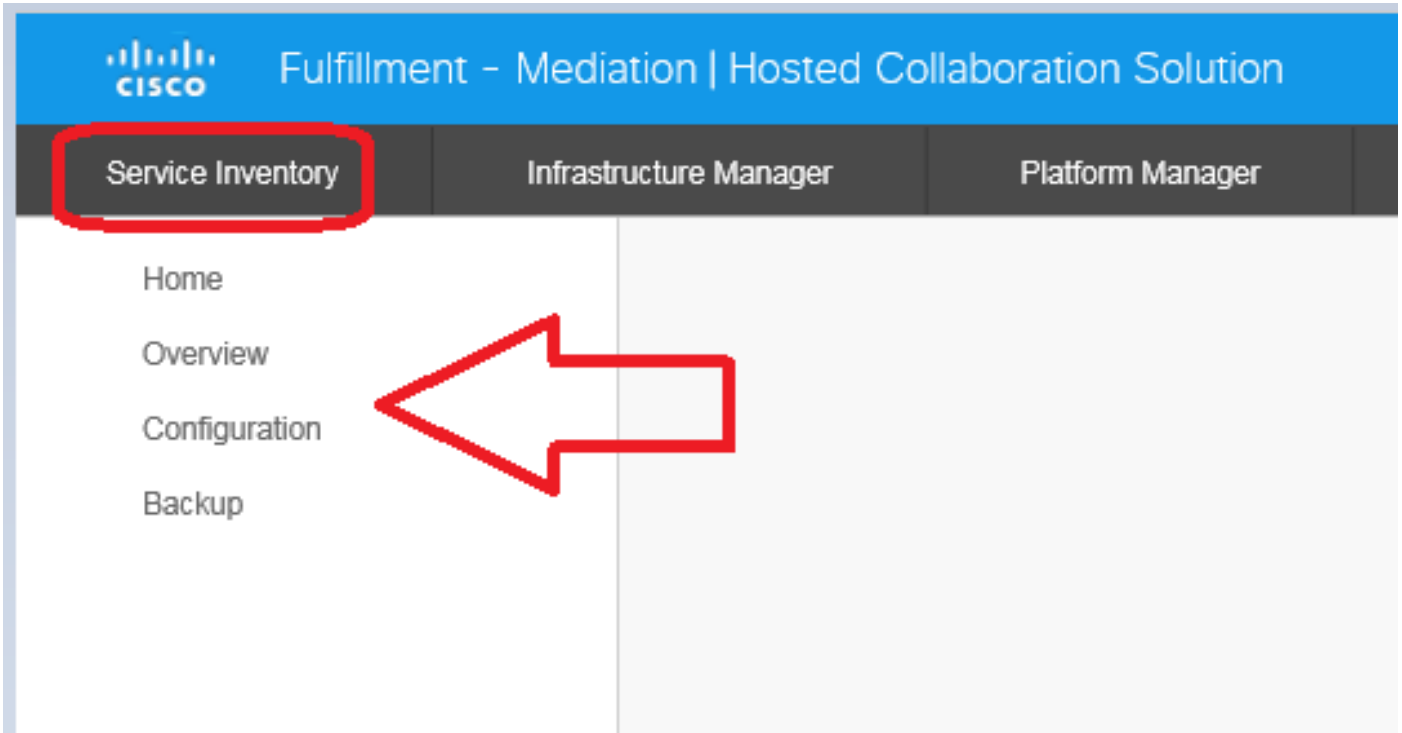 CISCO
Fulfillment - Mediation | Hosted Collaboration Solution
Service Inventory
Infrastructure Manager
Platform Manager
Home
Overview
Configuration
Backup